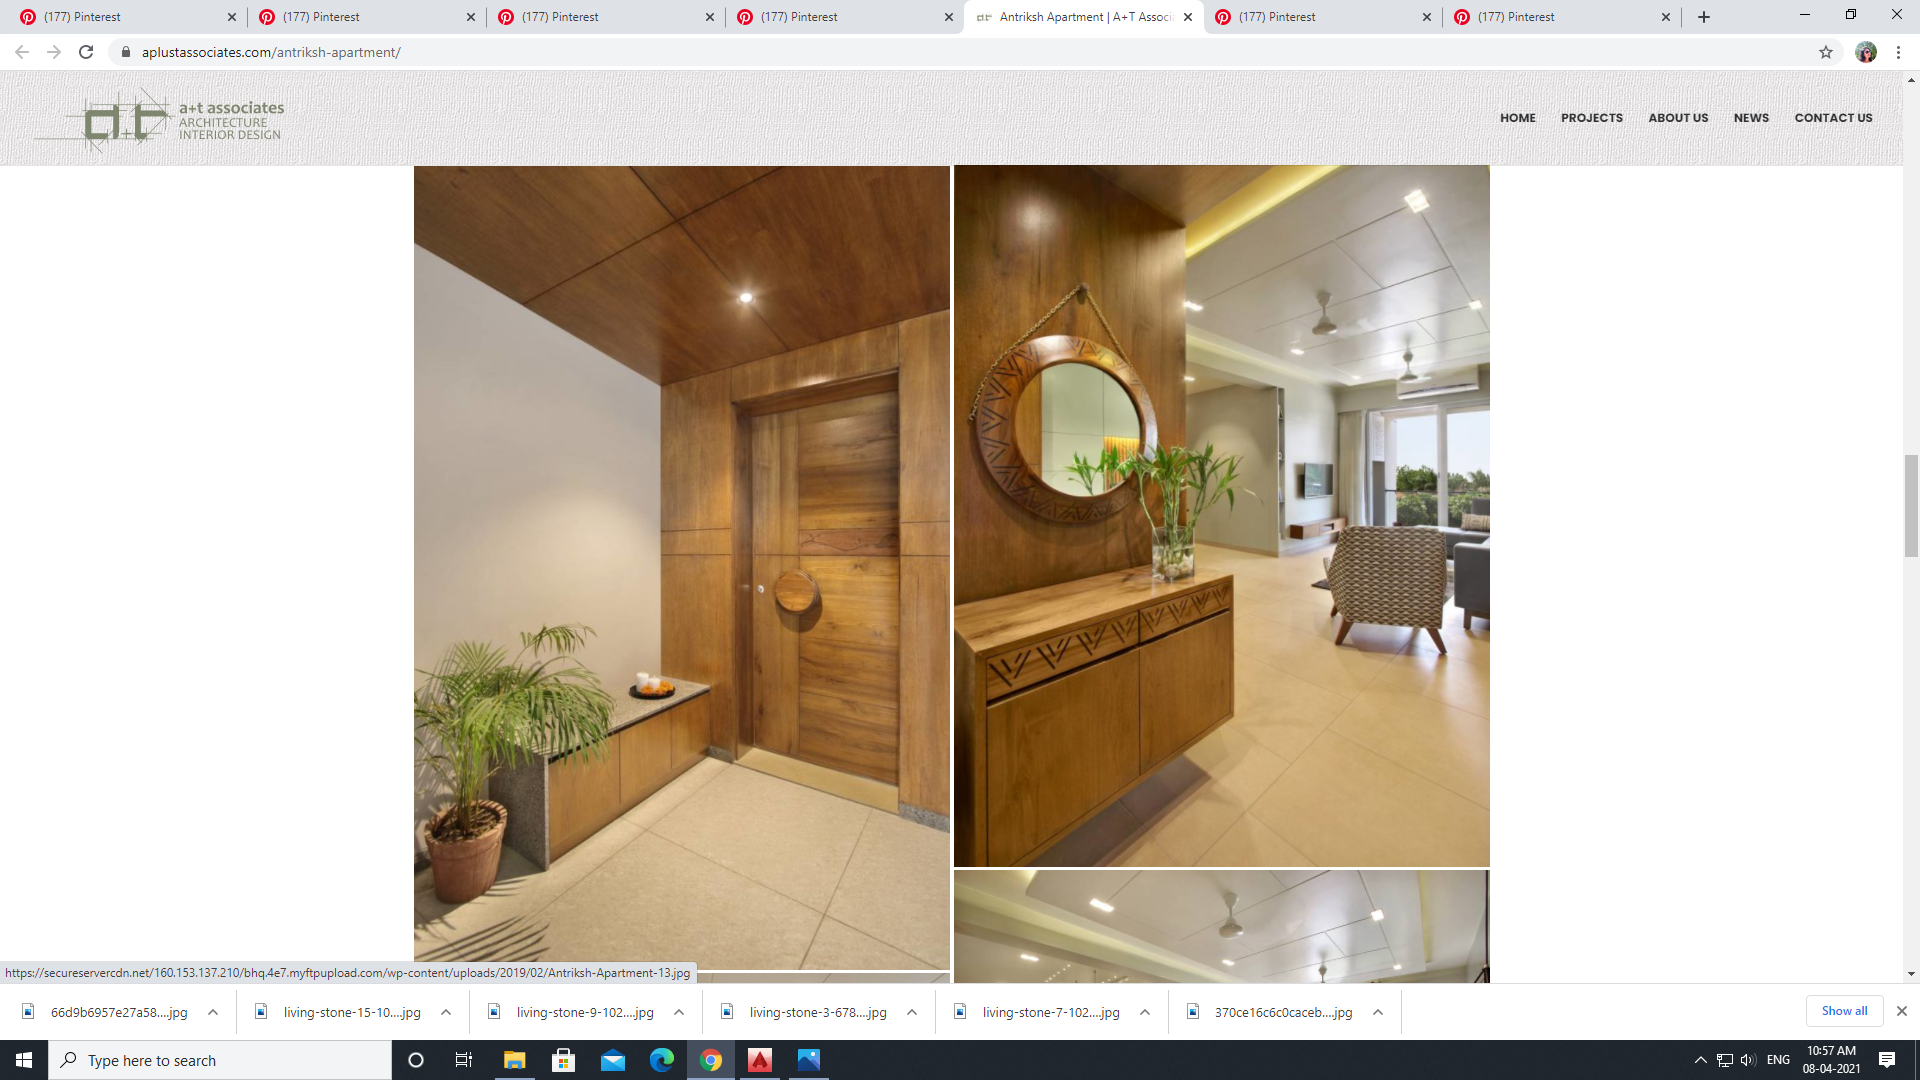 (177) Pinterest
(177) Pinterest
(177) Pinterest
(177) Pinterest
Antriksh Apartment | A+T Associ
(177) Pinterest
(177) Pinterest
aplustassociates.com/antriksh-apartment/
a+t
a+t associates
ARCHITECTURE
INTERIOR DESIGN
HOME
PROJECTS
ABOUT US
NEWS
CONTACT US
https://secureservercdn.net/160.153.137.210/bhq.4e7.myftpupload.com/wp-content/uploads/2019/02/Antriksh-Apartment-13.jpg
66d9b6957e27a58....jpg
living-stone-15-10....jpg
living-stone-9-102....jpg
living-stone-3-678....jpg
living-stone-7-102....jpg
370ce16c6c0caceb....jpg
Show all
Type here to search
ENG
10:57 AM
08-04-2021